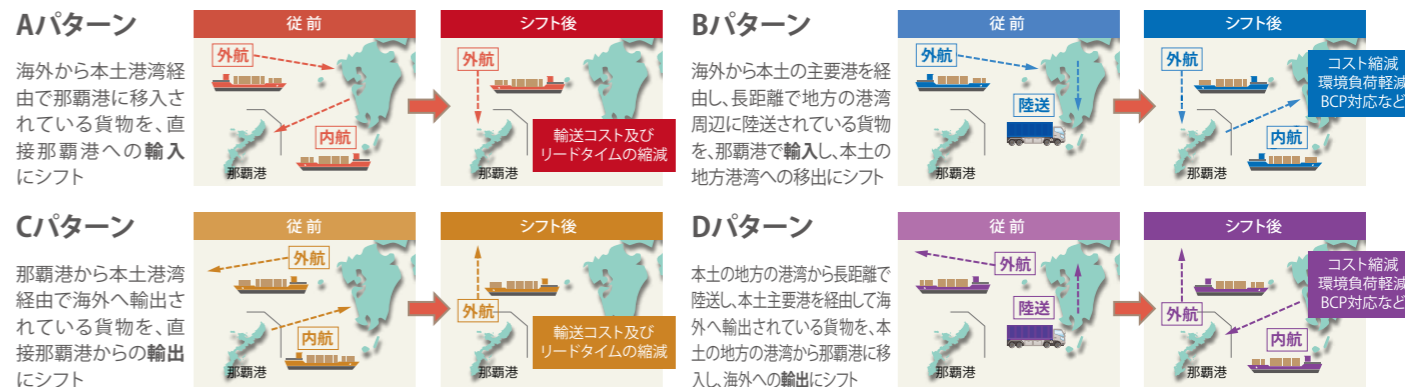 Aパターン
海外から本土港湾経
由で那覇港に移入さ
れている貨物を、直
接那覇港への輸入
にシフト
従 前
外航
内航
那覇港
シフト後
外航
輸送コスト及び
リードタイムの縮減
那覇港
Bパターン
海外から本土の主要港を経
由し、長距離で地方の港湾
周辺に陸送されている貨物
を、那覇港で輸入し、本土の
地方港湾への移出にシフト
従 前
外航
陸送
那覇港
シフト後
外航
コスト縮減
環境負荷軽減
BCP対応など
内航
那覇港
Cパターン
那覇港から本土港湾
経由で海外へ輸出さ
れている貨物を、直
接那覇港からの輸出
にシフト
従 前
外航
内航
那覇港
シフト後
外航
輸送コスト及び
リードタイムの縮減
那覇港
Dパターン
本土の地方の港湾から長距離で
陸送し、本土主要港を経由して海
外へ輸出されている貨物を、本
土の地方の港湾から那覇港に移
入し、海外への輸出にシフト
従 前
外航
陸送
那覇港
シフト後
外航
コスト縮減
環境負荷軽減
BCP対応など
内航
那覇港